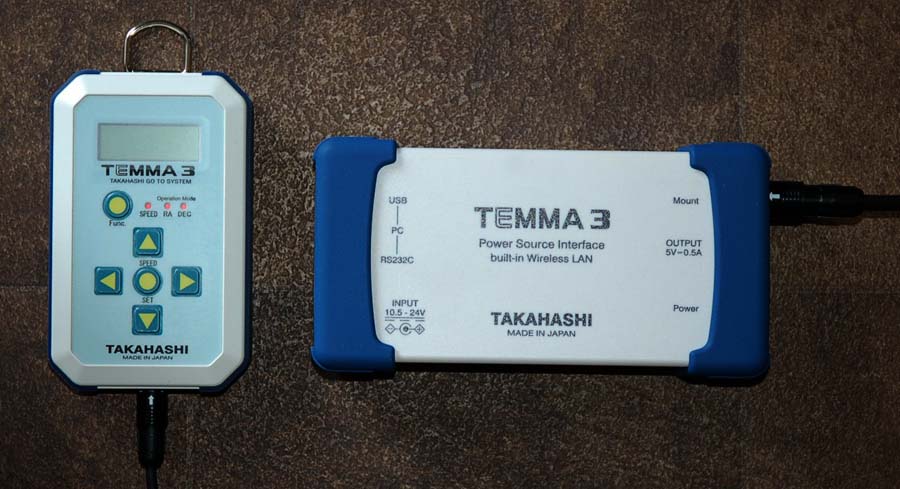 TEMMA 3
TAKAHASHI GO TO SYSTEM
Operation Mode
SPEED RA DEC
Func.
SPEED
SET
TAKAHASHI
MADE IN JAPAN
USB
PC
RS232C
INPUT
10.5 - 24V
TEMMA 3
Power Source Interface
built-in Wireless LAN
TAKAHASHI
MADE IN JAPAN
Mount
OUTPUT
5V-0.5A
Power